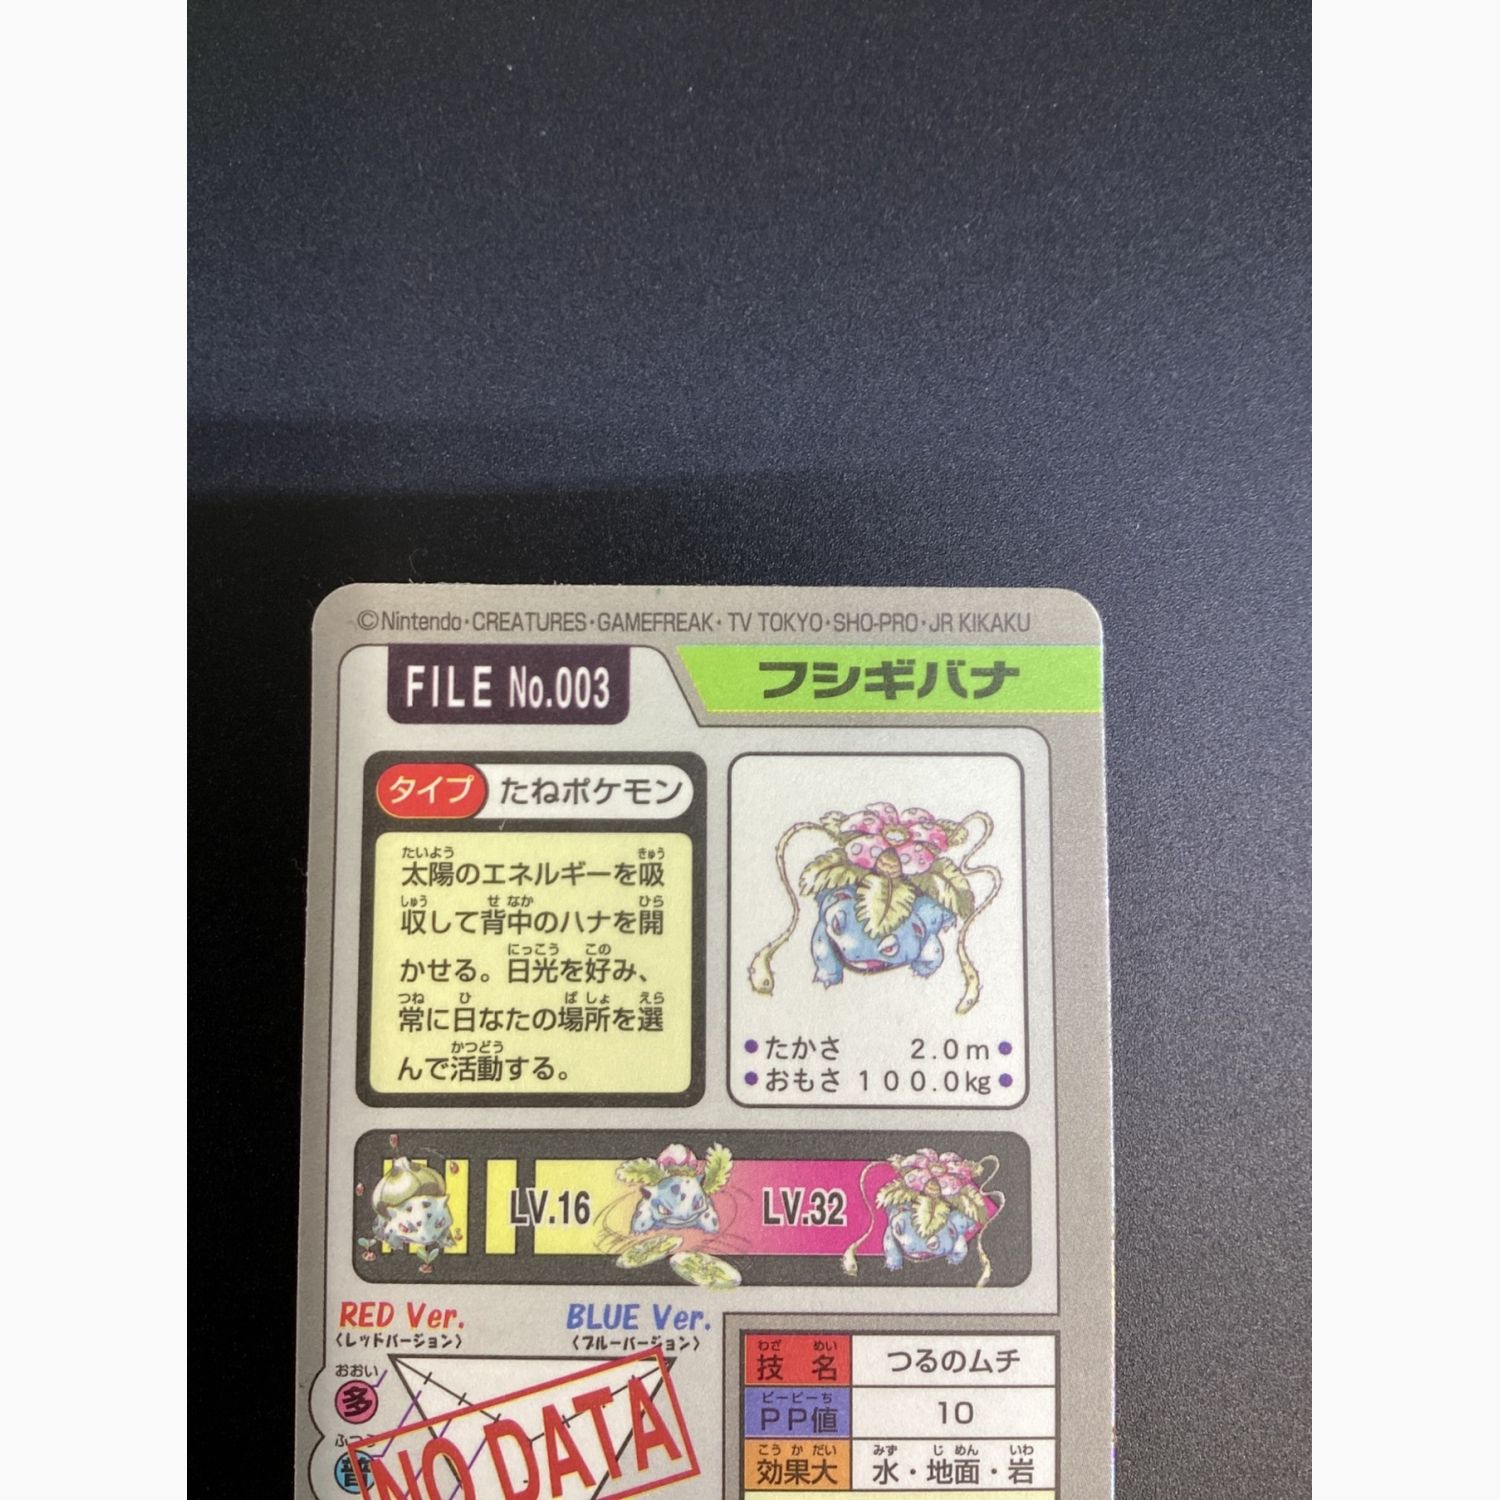 ©Nintendo・CREATURES・GAMEFREAK・TV TOKYO・SHO-PRO・JR KIKAKU
FILE No.003
フシギバナ
タイプ たねポケモン
たいよう きゅう
太陽のエネルギーを吸
しゅう せ なか ひら
収して背中のハナを開
にっこう この
かせる。日光を好み、
つね ひ ば しょ えら
常に日なたの場所を選
かつどう
んで活動する。
たかさ 2.0m
おもさ 100.0kg
LV.16 LV.32
RED Ver.
〈レッドバージョン〉
BLUE Ver.
〈ブルーバージョン〉
おおい
多
ふつう
普
NO DATA
わざ めい
技名 つるのムチ
ピーピーち
PP値 10
こう か だい みず じ めん いわ
効果大 水・地面・岩